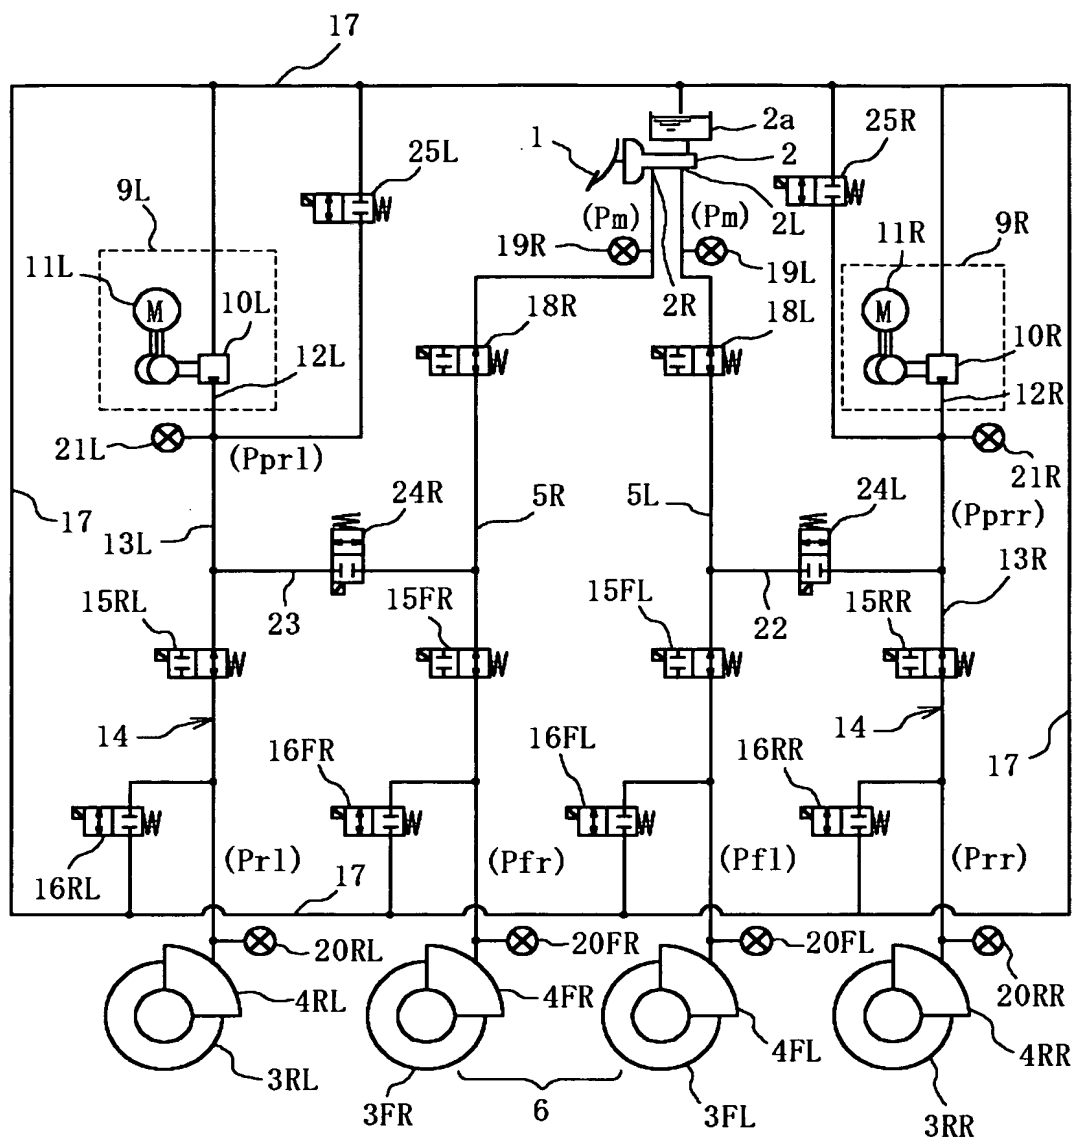 17
1
2a
2
25L
25R
9L
(Pm)
(Pm)
2L
11R
9R
19R
19L
11L
M
10L
2R
M
18R
18L
10R
12L
12R
21L
(Pprl)
21R
17
24R
5R
5L
24L
(Pprr)
13L
13R
15RL
23
15FR
15FL
22
15RR
14
16FR
16FL
16RR
14
17
16RL
(Prl)
(Pfr)
(Pfl)
(Prr)
17
20RL
20FR
20FL
20RR
4RL
4FR
4FL
4RR
3RL
3FR
6
3FL
3RR